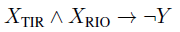 X_TIR ∧ X_RIO → ¬Y